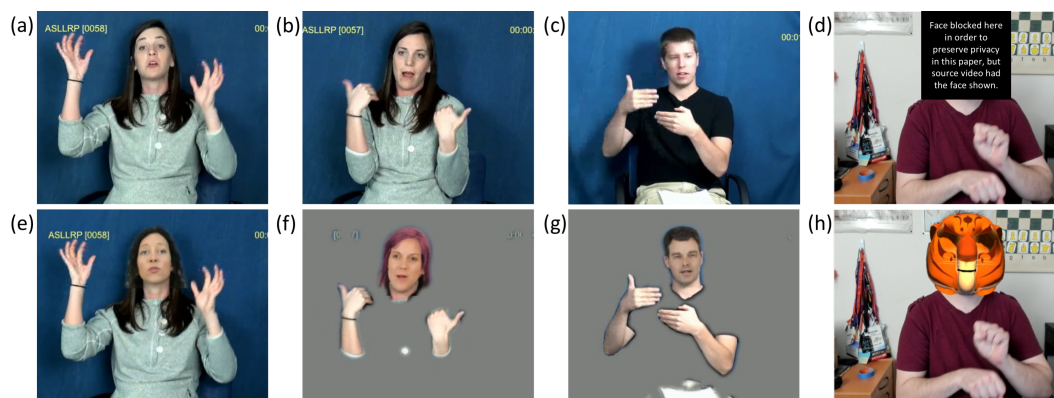 (a)
ASLLRP [0058]
00:
(b)
ASLLRP [0057]
00:00:
(c)
00:0
(d)
Face blocked here
in order to
preserve privacy
in this paper, but
source video had
the face shown.
(e)
ASLLRP [0058]
00:
(f)
(g)
(h)